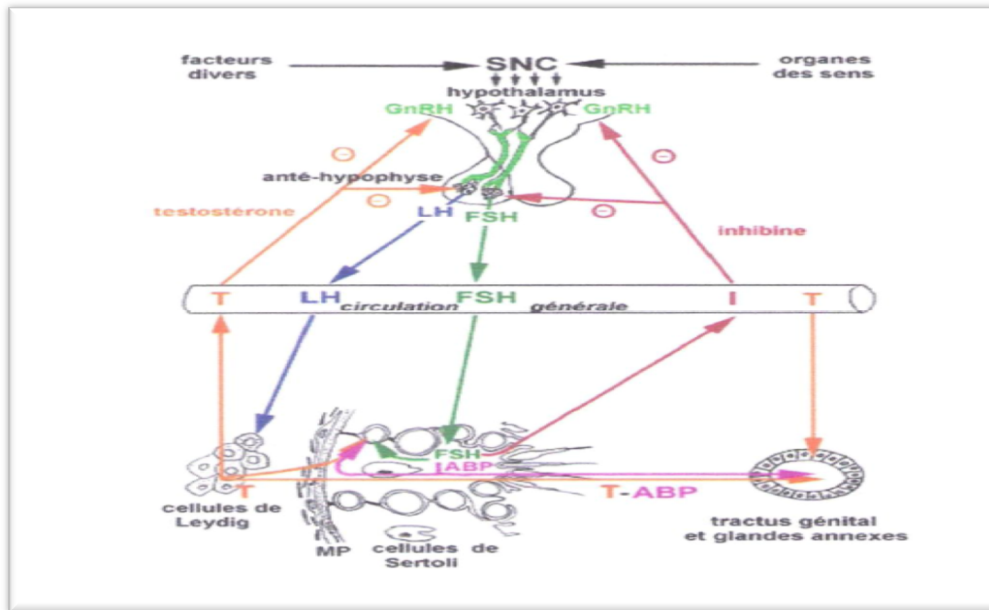 facteurs
divers
SNC
organes
des sens
hypothalamus
GnRH
GnRH
⊖
⊖
anté-hypophyse
⊖
⊖
testostérone
LH
FSH
inhibine
T
LH
circulation
FSH
générale
I
T
FSH
ABP
T
T-ABP
cellules de
Leydig
MP
cellules de
Sertoli
tractus génital
et glandes annexes